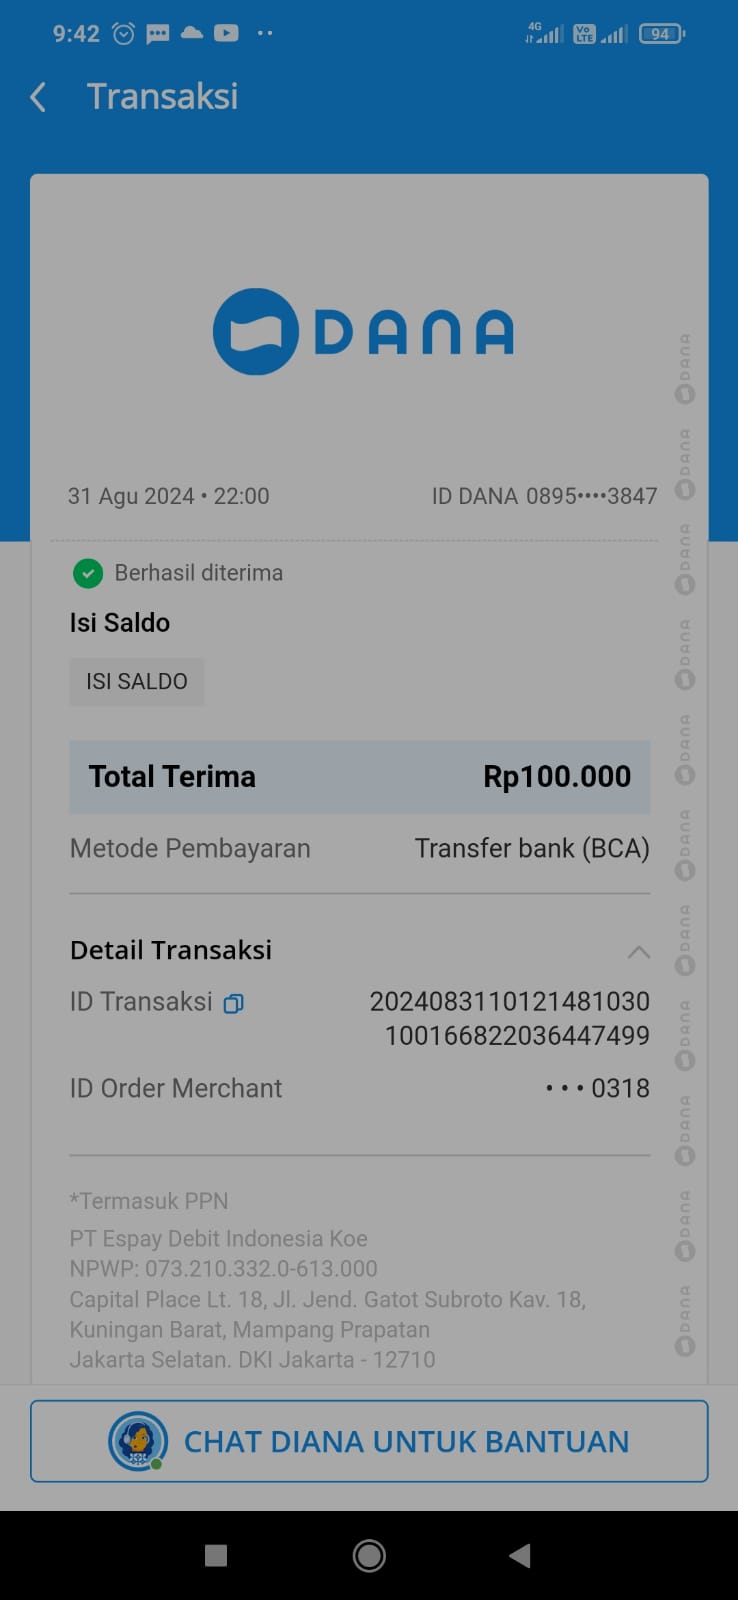 9:42 4G Vo LTE 94
Transaksi
DANA
31 Agu 2024 • 22:00 ID DANA 0895••••3847
Berhasil diterima
Isi Saldo
ISI SALDO
Total Terima Rp100.000
Metode Pembayaran Transfer bank (BCA)
Detail Transaksi
ID Transaksi 2024083110121481030
100166822036447499
ID Order Merchant • • • 0318
*Termasuk PPN
PT Espay Debit Indonesia Koe
NPWP: 073.210.332.0-613.000
Capital Place Lt. 18, Jl. Jend. Gatot Subroto Kav. 18,
Kuningan Barat, Mampang Prapatan
Jakarta Selatan. DKI Jakarta - 12710
CHAT DIANA UNTUK BANTUAN
DANA
DANA
DANA
DANA
DANA
DANA
DANA
DANA
DANA
DANA
DANA